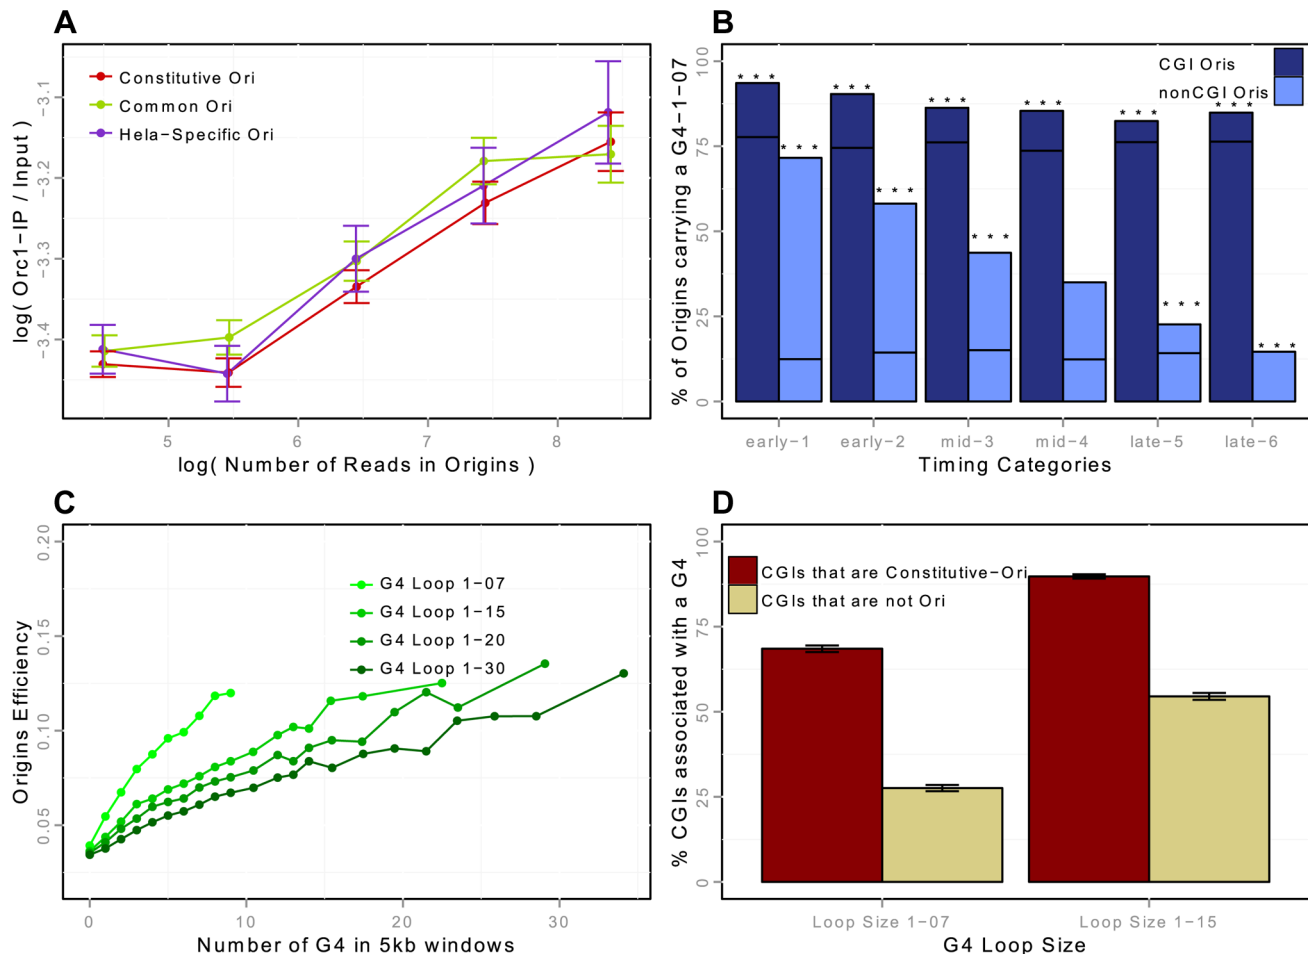 A
Constitutive Ori
Common Ori
Hela−Specific Ori
log( Orc1−IP / Input )
−3.1
−3.2
−3.3
−3.4
5 6 7 8
log( Number of Reads in Origins )
B
CGI Oris
nonCGI Oris
% of Origins carrying a G4−1−07
100
75
50
25
0
* * * * * * * * * * * * * * * * * *
* * * * * * * * * * * * * * *
early−1 early−2 mid−3 mid−4 late−5 late−6
Timing Categories
C
G4 Loop 1−07
G4 Loop 1−15
G4 Loop 1−20
G4 Loop 1−30
Origins Efficiency
0.20
0.15
0.10
0.05
0 10 20 30
Number of G4 in 5kb windows
D
CGIs that are Constitutive−Ori
CGIs that are not Ori
% CGIs associated with a G4
100
75
50
25
0
Loop Size 1−07 Loop Size 1−15
G4 Loop Size